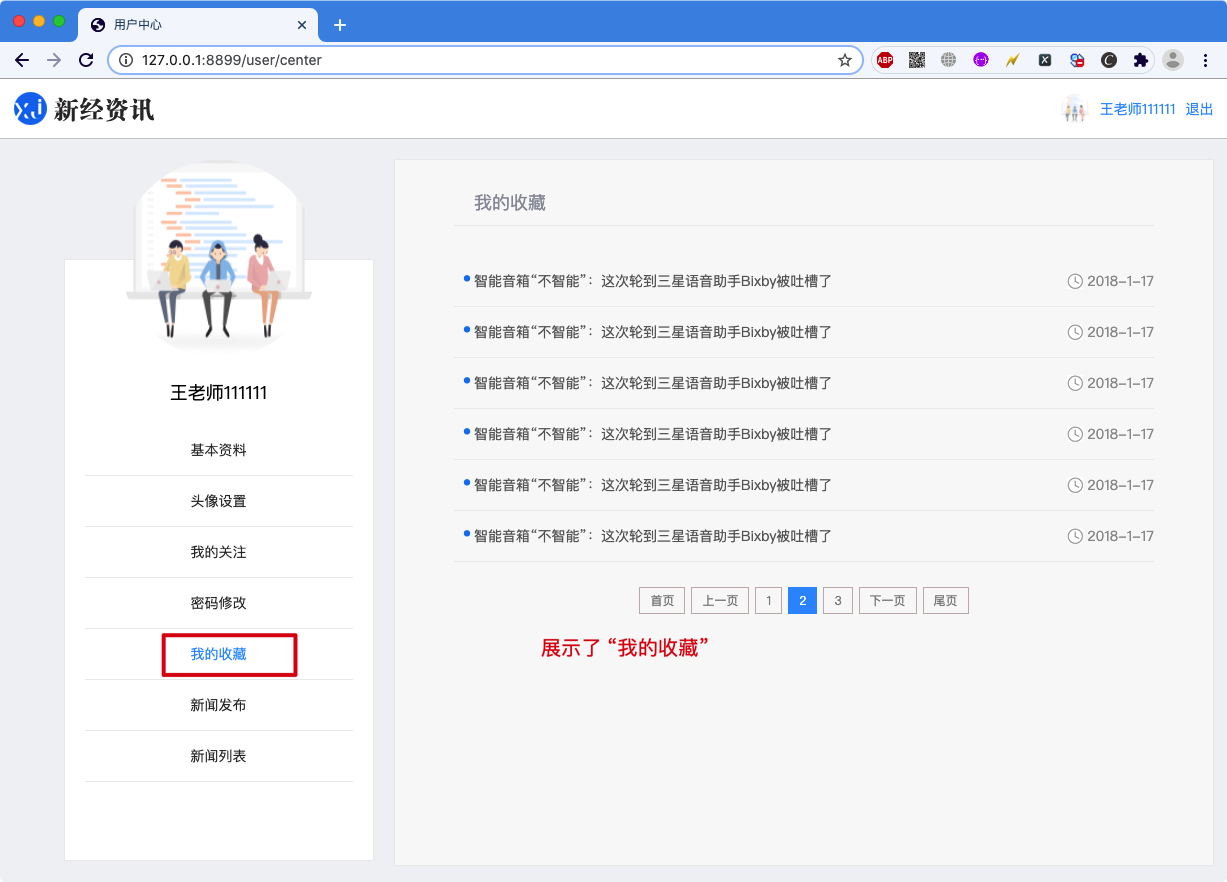 用户中心
127.0.0.1:8899/user/center
ABP
新经资讯
王老师111111 退出
王老师111111
基本资料
头像设置
我的关注
密码修改
我的收藏
新闻发布
新闻列表
我的收藏
智能音箱“不智能”：这次轮到三星语音助手Bixby被吐槽了 2018-1-17
智能音箱“不智能”：这次轮到三星语音助手Bixby被吐槽了 2018-1-17
智能音箱“不智能”：这次轮到三星语音助手Bixby被吐槽了 2018-1-17
智能音箱“不智能”：这次轮到三星语音助手Bixby被吐槽了 2018-1-17
智能音箱“不智能”：这次轮到三星语音助手Bixby被吐槽了 2018-1-17
智能音箱“不智能”：这次轮到三星语音助手Bixby被吐槽了 2018-1-17
首页 上一页 1 2 3 下一页 尾页
展示了 “我的收藏”